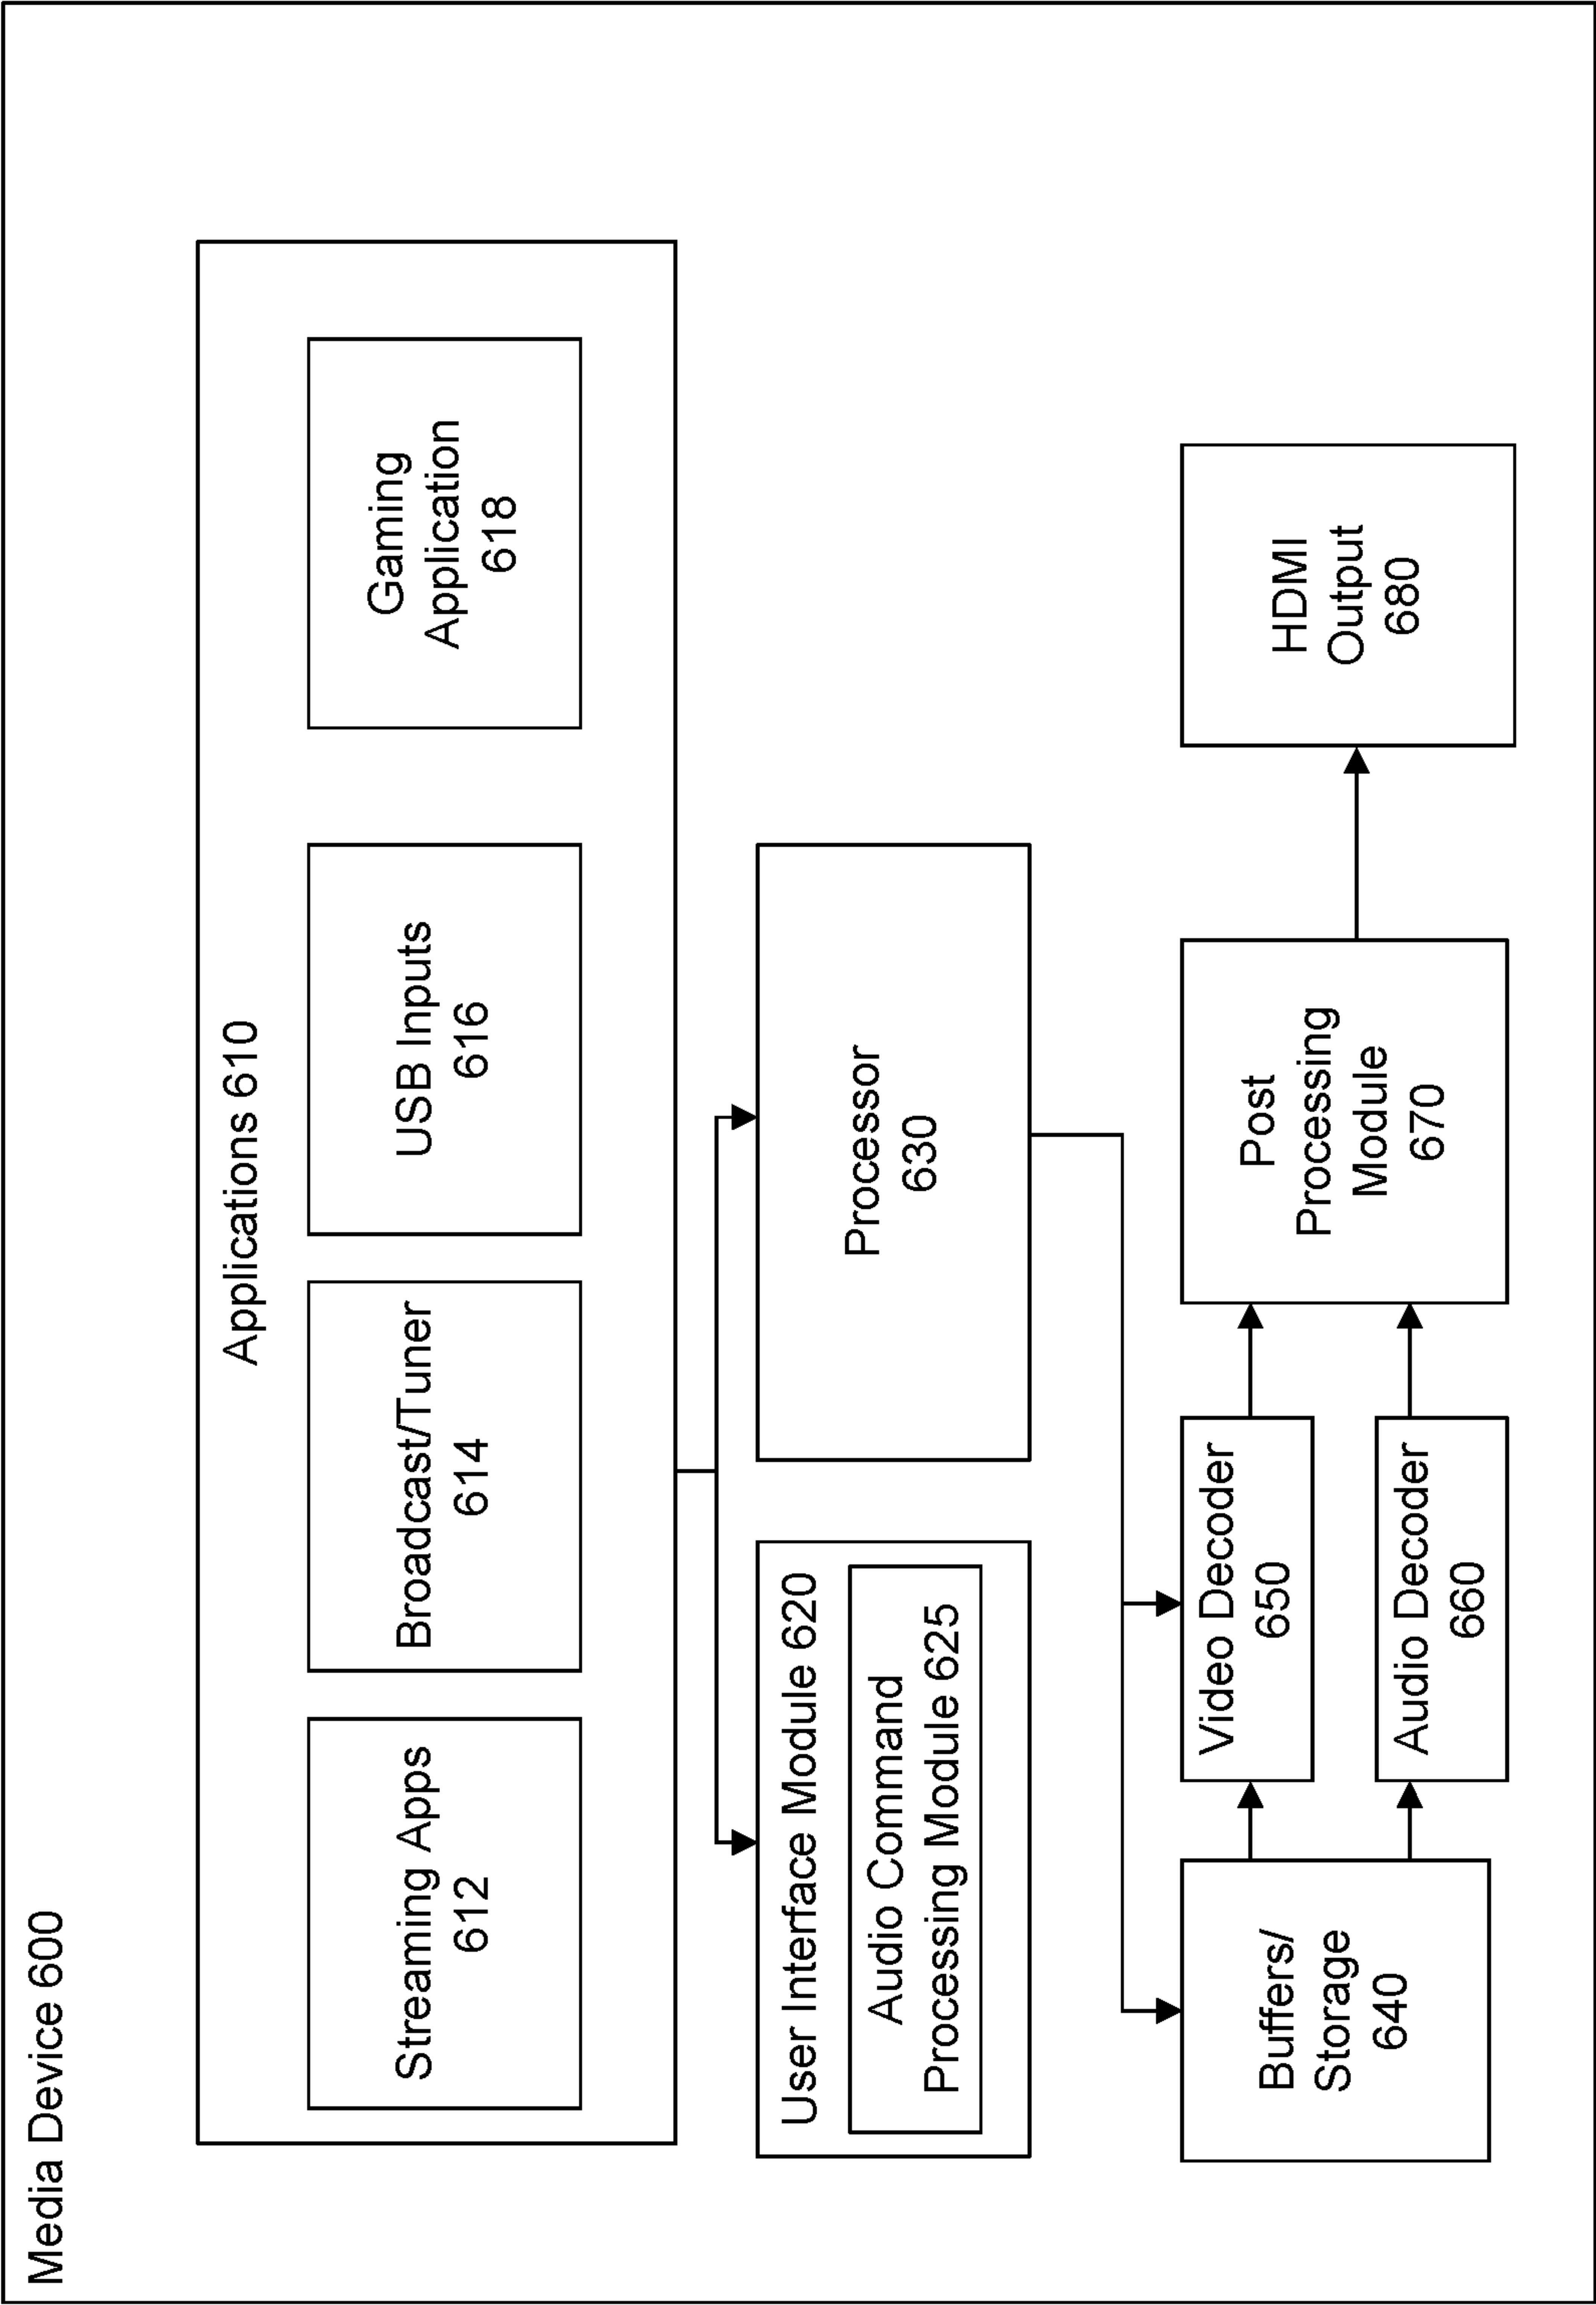 Media Device 600
Applications 610
Streaming Apps
612
Broadcast/Tuner
614
USB Inputs
616
Gaming
Application
618
User Interface Module 620
Audio Command
Processing Module 625
Processor
630
Buffers/
Storage
640
Video Decoder
650
Audio Decoder
660
Post
Processing
Module
670
HDMI
Output
680